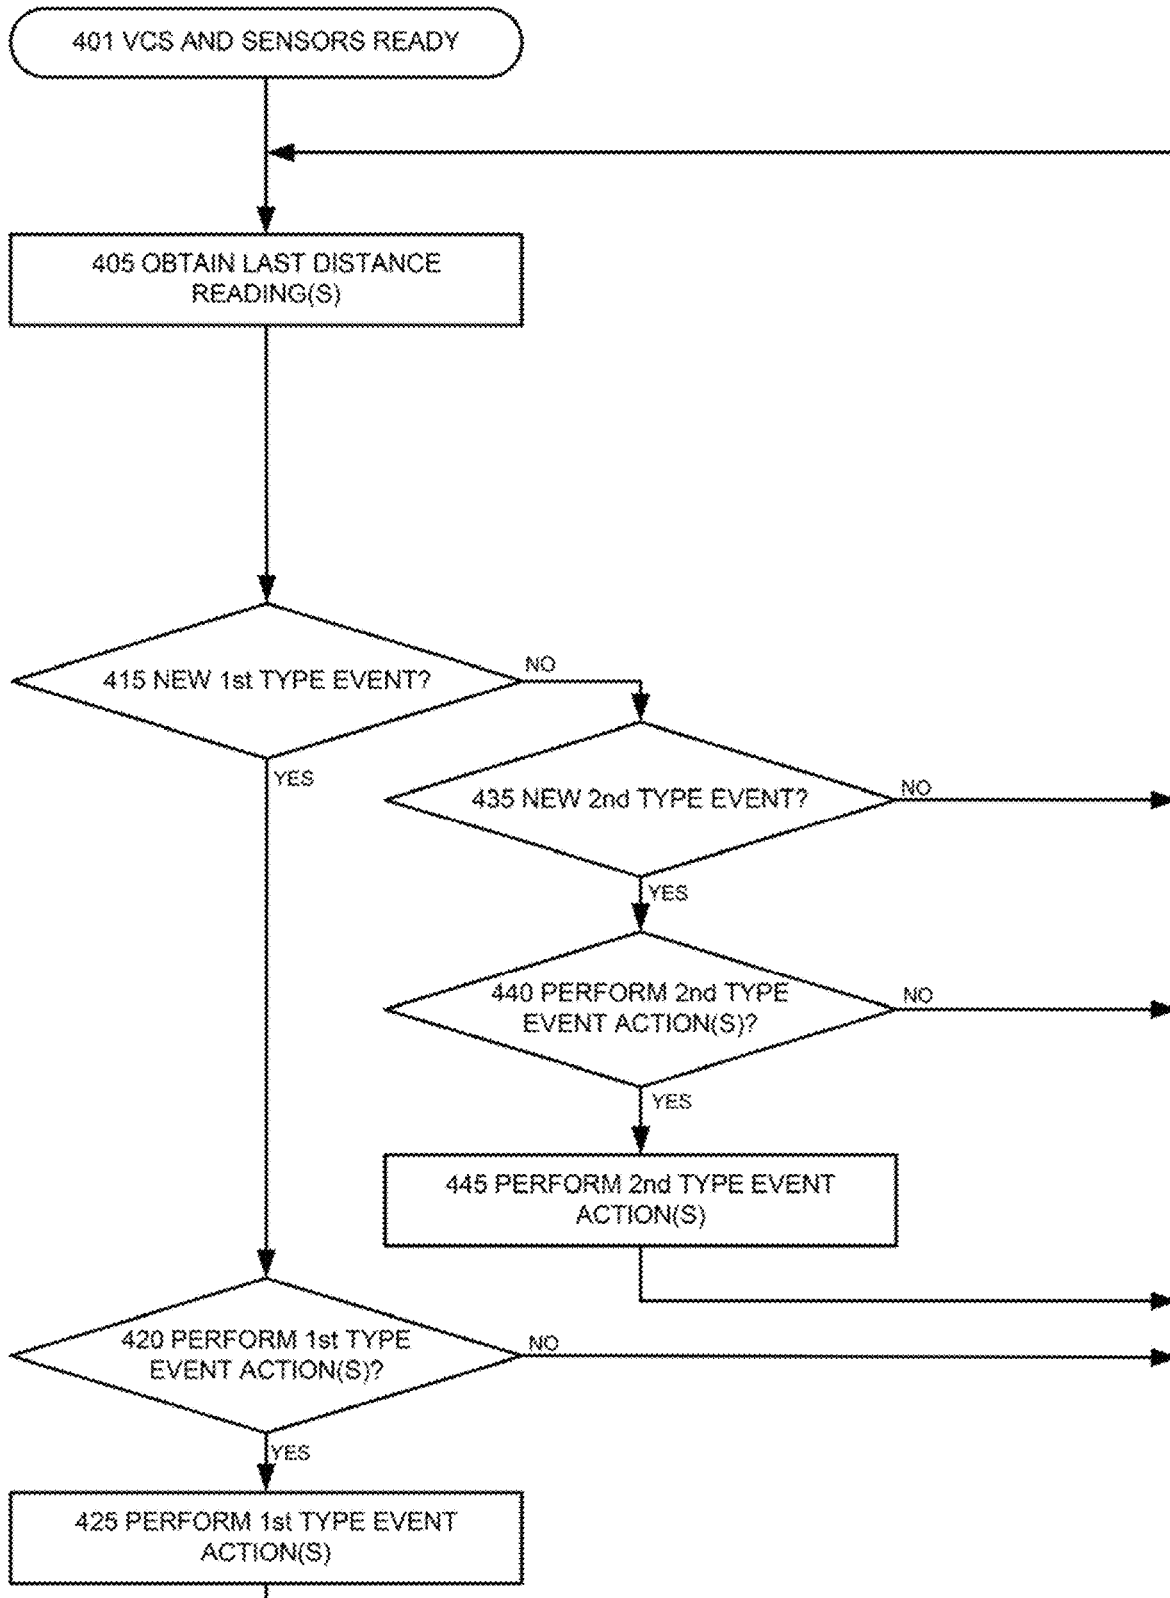 401 VCS AND SENSORS READY
405 OBTAIN LAST DISTANCE
READING(S)
415 NEW 1st TYPE EVENT?
NO
YES
435 NEW 2nd TYPE EVENT?
NO
YES
440 PERFORM 2nd TYPE
EVENT ACTION(S)?
NO
YES
445 PERFORM 2nd TYPE EVENT
ACTION(S)
420 PERFORM 1st TYPE
EVENT ACTION(S)?
NO
YES
425 PERFORM 1st TYPE EVENT
ACTION(S)